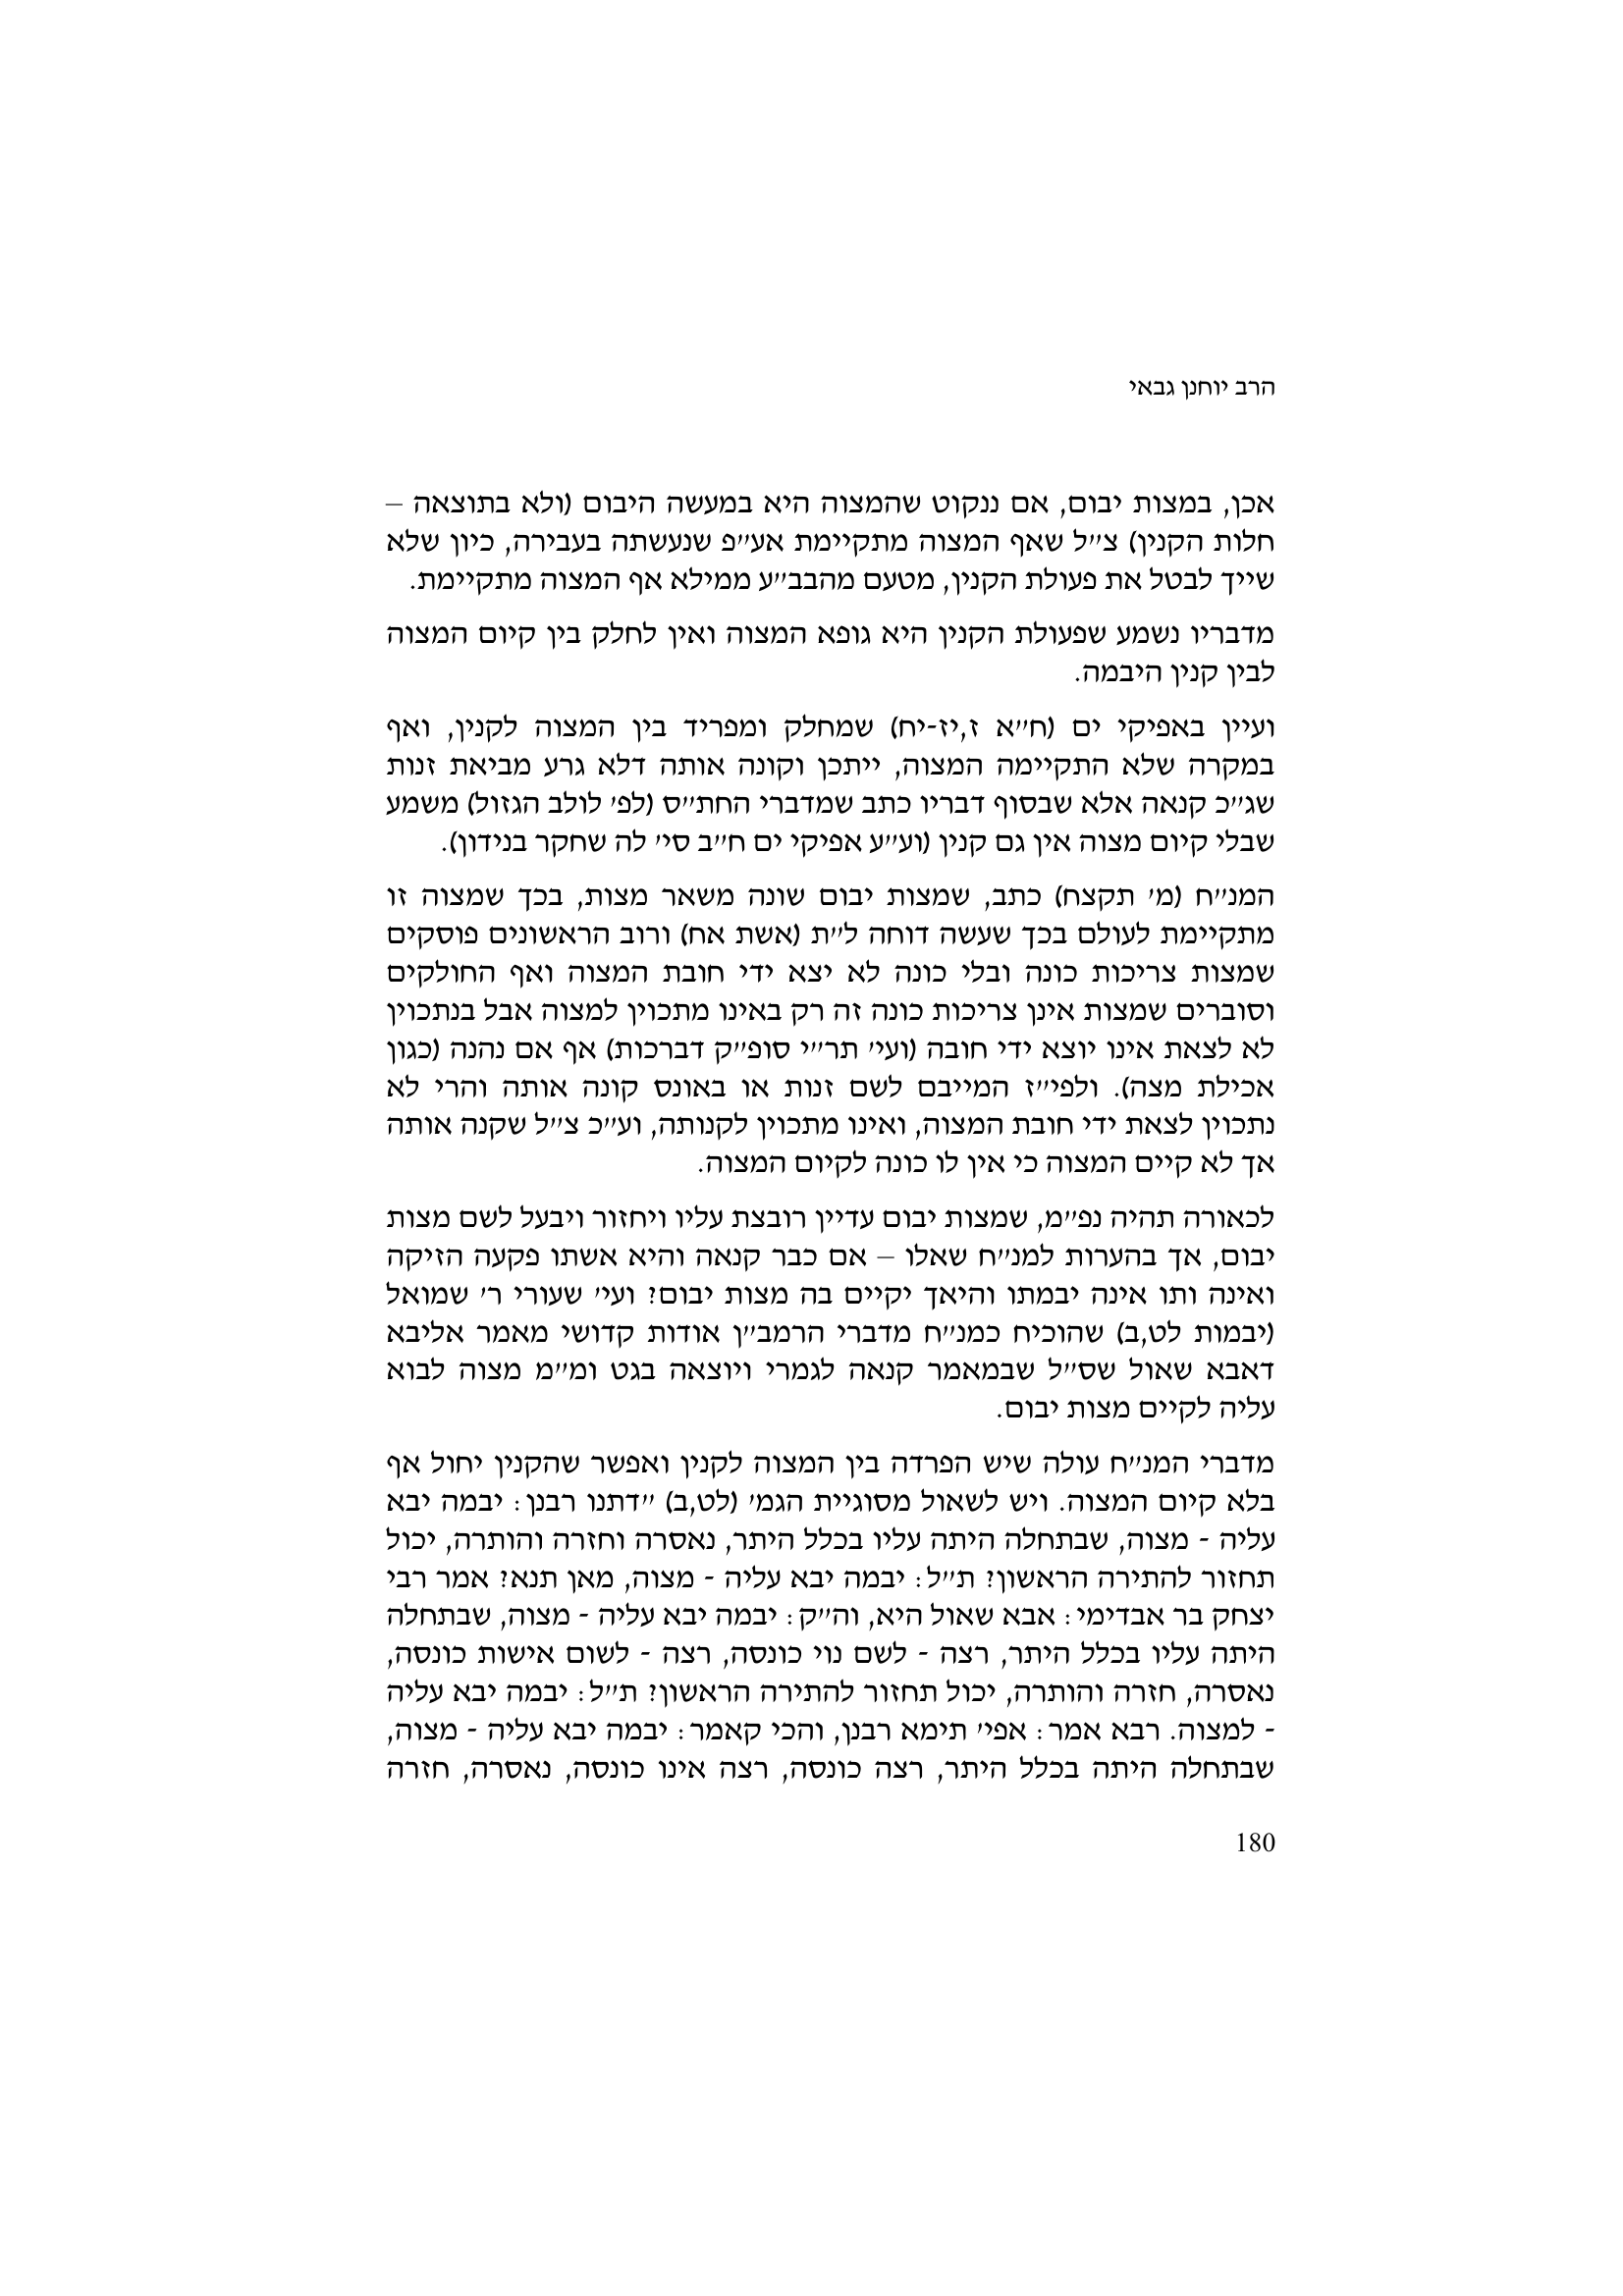 הרב יוחנן גבאי
אכן, במצות יבום, אם ננקוט שהמצוה היא במעשה היבום (ולא בתוצאה –
חלות הקנין) צ״ל שאף המצוה מתקיימת אע״פ שנעשתה בעבירה, כיון שלא
שייך לבטל את פעולת הקנין, מטעם מהבב״ע ממילא אף המצוה מתקיימת.
מדבריו נשמע שפעולת הקנין היא גופא המצוה ואין לחלק בין קיום המצוה
לבין קנין היבמה.
ועיין באפיקי ים (ח״א ז,יז-יח) שמחלק ומפריד בין המצוה לקנין, ואף
במקרה שלא התקיימה המצוה, ייתכן וקונה אותה דלא גרע מביאת זנות
שג״כ קנאה אלא שבסוף דבריו כתב שמדברי החת״ס (לפ׳ לולב הגזול) משמע
שבלי קיום מצוה אין גם קנין (וע״ע אפיקי ים ח״ב סי׳ לה שחקר בנידון).
המנ״ח (מ׳ תקצח) כתב, שמצות יבום שונה משאר מצות, בכך שמצוה זו
מתקיימת לעולם בכך שעשה דוחה ל״ת (אשת אח) ורוב הראשונים פוסקים
שמצות צריכות כונה ובלי כונה לא יצא ידי חובת המצוה ואף החולקים
וסוברים שמצות אינן צריכות כונה זה רק באינו מתכוין למצוה אבל בנתכוין
לא לצאת אינו יוצא ידי חובה (ועי׳ תר״י סופ״ק דברכות) אף אם נהנה (כגון
אכילת מצה). ולפי״ז המייבם לשם זנות או באונס קונה אותה והרי לא
נתכוין לצאת ידי חובת המצוה, ואינו מתכוין לקנותה, וע״כ צ״ל שקנה אותה
אך לא קיים המצוה כי אין לו כונה לקיום המצוה.
לכאורה תהיה נפ״מ, שמצות יבום עדיין רובצת עליו ויחזור ויבעל לשם מצות
יבום, אך בהערות למנ״ח שאלו – אם כבר קנאה והיא אשתו פקעה הזיקה
ואינה ותו אינה יבמתו והיאך יקיים בה מצות יבום? ועי׳ שעורי ר׳ שמואל
(יבמות לט,ב) שהוכיח כמנ״ח מדברי הרמב״ן אודות קדושי מאמר אליבא
דאבא שאול שס״ל שבמאמר קנאה לגמרי ויוצאה בגט ומ״מ מצוה לבוא
עליה לקיים מצות יבום.
מדברי המנ״ח עולה שיש הפרדה בין המצוה לקנין ואפשר שהקנין יחול אף
בלא קיום המצוה. ויש לשאול מסוגיית הגמ׳ (לט,ב) ״דתנו רבנן: יבמה יבא
עליה - מצוה, שבתחלה היתה עליו בכלל היתר, נאסרה וחזרה והותרה, יכול
תחזור להתירה הראשון? ת״ל: יבמה יבא עליה - מצוה, מאן תנא? אמר רבי
יצחק בר אבדימי: אבא שאול היא, וה״ק: יבמה יבא עליה - מצוה, שבתחלה
היתה עליו בכלל היתר, רצה - לשם נוי כונסה, רצה - לשום אישות כונסה,
נאסרה, חזרה והותרה, יכול תחזור להתירה הראשון? ת״ל: יבמה יבא עליה
- למצוה. רבא אמר: אפי׳ תימא רבנן, והכי קאמר: יבמה יבא עליה - מצוה,
שבתחלה היתה בכלל היתר, רצה כונסה, רצה אינו כונסה, נאסרה, חזרה
180